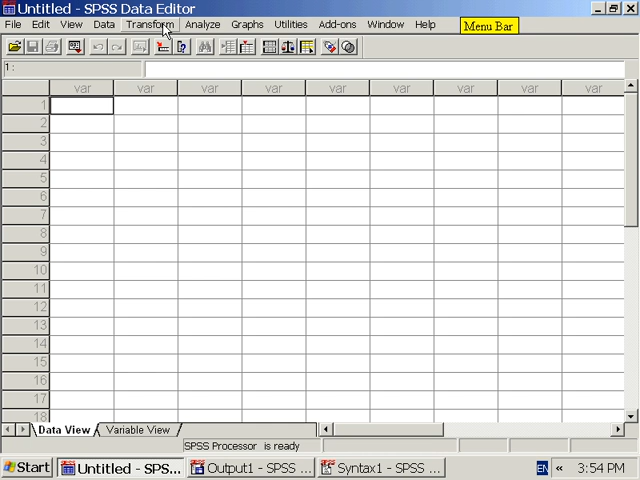 Untitled - SPSS Data Editor
File Edit View Data Transform Analyze Graphs Utilities Add-ons Window Help
Menu Bar
1 :
var var var var var var var var var
1
2
3
4
5
6
7
8
9
10
11
12
13
14
15
16
17
18
Data View Variable View
SPSS Processor is ready
Start Untitled - SPS... Output1 - SPSS ... Syntax1 - SPSS ... EN « 3:54 PM